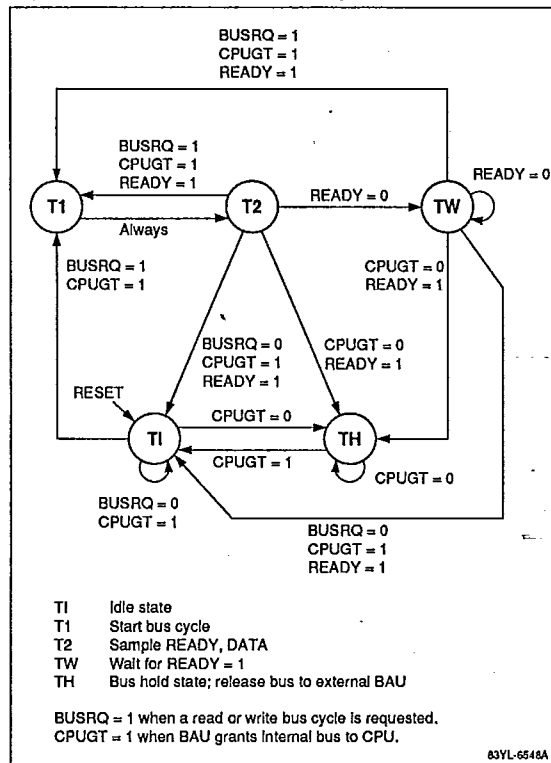 BUSRQ = 1
CPUGT = 1
READY = 1
BUSRQ = 1
CPUGT = 1
READY = 1
READY = 0
T1
T2
READY = 0
TW
Always
BUSRQ = 1
CPUGT = 1
CPUGT = 0
READY = 1
BUSRQ = 0
CPUGT = 1
READY = 1
CPUGT = 0
READY = 1
RESET
CPUGT = 0
TI
TH
CPUGT = 1
CPUGT = 0
BUSRQ = 0
CPUGT = 1
BUSRQ = 0
CPUGT = 1
READY = 1
TI Idle state
T1 Start bus cycle
T2 Sample READY, DATA
TW Wait for READY = 1
TH Bus hold state; release bus to external BAU
BUSRQ = 1 when a read or write bus cycle is requested.
CPUGT = 1 when BAU grants internal bus to CPU.
83YL-6548A